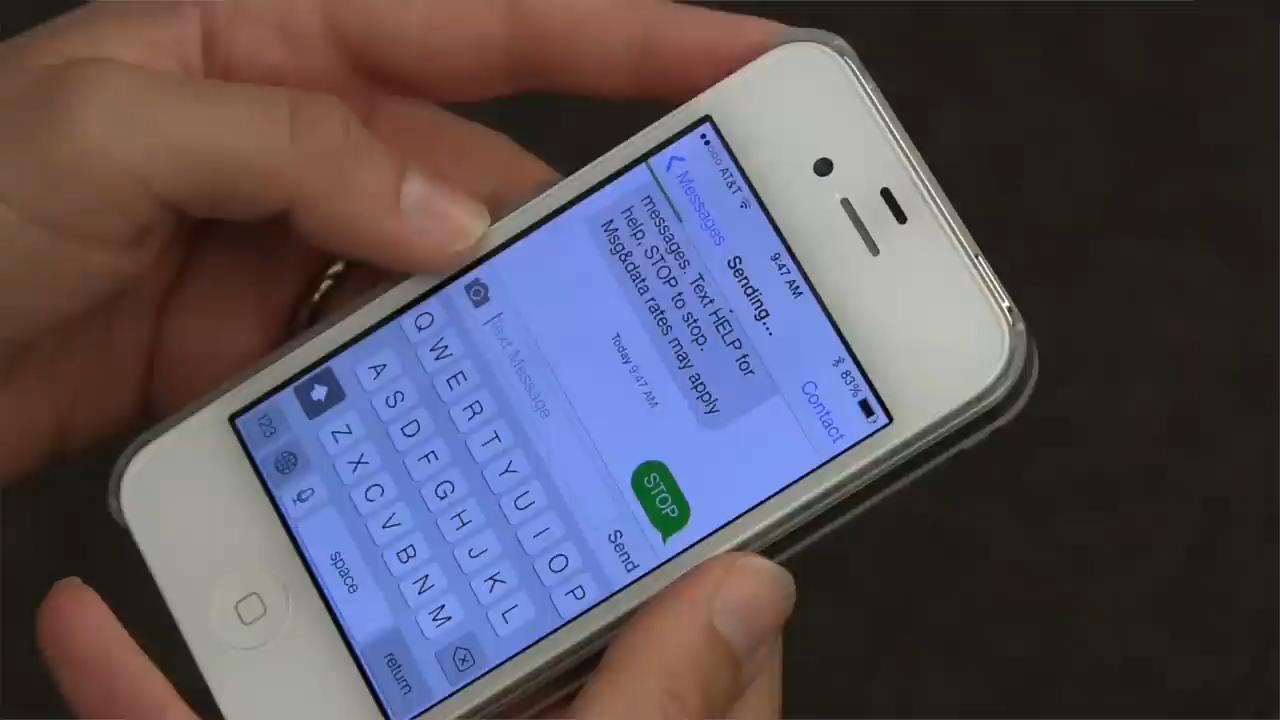 AT&T 9:47 AM 83%
Messages Sending... Contact
messages. Text HELP for
help, STOP to stop.
Msg&data rates may apply
Today 9:47 AM
STOP
Text Message Send
Q W E R T Y U I O P
A S D F G H J K L
Z X C V B N M
123 space return